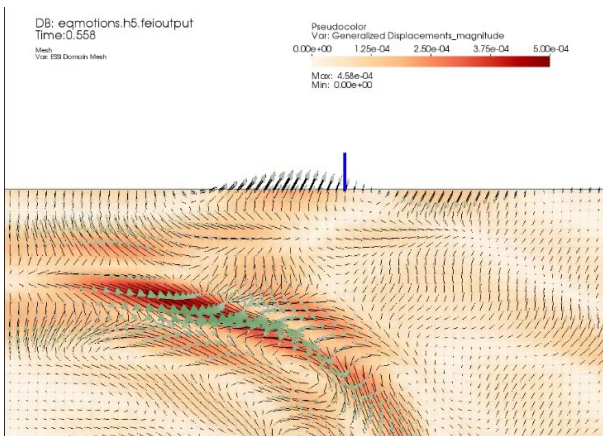 DB: eqmotions.h5.feioutput
Time:0.558
Mesh
Var: ESSI Domain Mesh
Pseudocolor
Var: Generalized Displacements_magnitude
0.00e+00 1.25e-04 2.50e-04 3.75e-04 5.00e-04
Max: 4.58e-04
Min: 0.00e+00